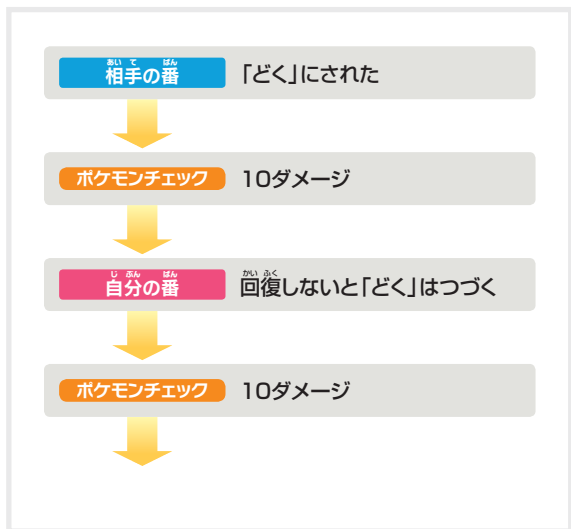 相手の番 「どく」にされた
ポケモンチェック 10ダメージ
自分の番 回復しないと「どく」はつづく
ポケモンチェック 10ダメージ